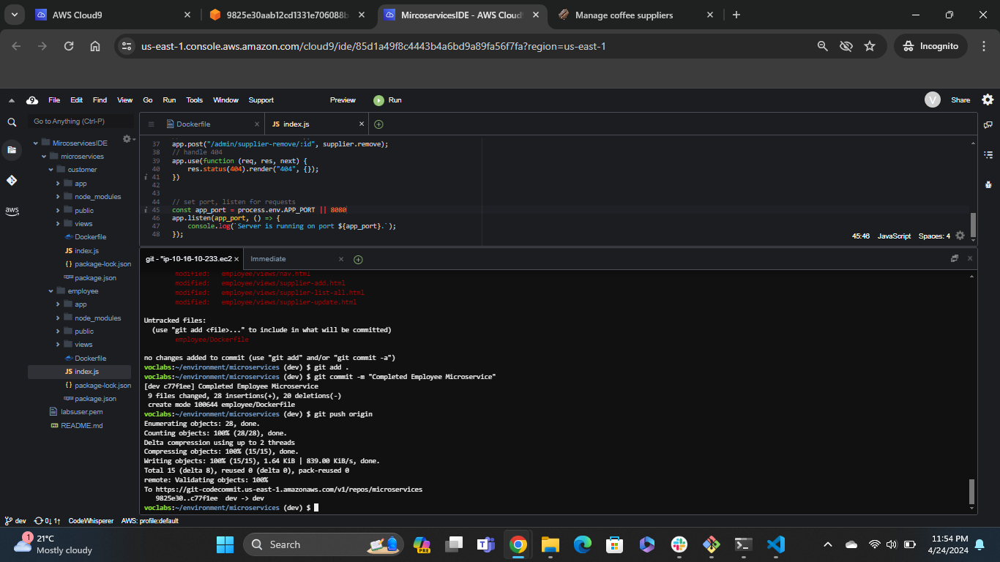 AWS Cloud9
9825e30aab12cd1331e706088b
MircoservicesIDE - AWS Cloud9
Manage coffee suppliers
us-east-1.console.aws.amazon.com/cloud9/ide/85d1a49f8c4443b4a6bd9a89fa56f7fa?region=us-east-1
Incognito
File Edit Find View Go Run Tools Window Support Preview Run
V Share
Go to Anything (Ctrl-P)
MircoservicesIDE
microservices
customer
app
node_modules
public
views
Dockerfile
JS index.js
{} package-lock.json
package.json
employee
app
node_modules
public
views
Dockerfile
JS index.js
{} package-lock.json
package.json
labsuser.pem
README.md
aws
Dockerfile
JS index.js
37 app.post("/admin/supplier-remove/:id", supplier.remove);
38 // handle 404
39 app.use(function (req, res, next) {
40 res.status(404).render("404", {});
41 })
42
43
44 // set port, listen for requests
45 const app_port = process.env.APP_PORT || 8080
46 app.listen(app_port, () => {
47 console.log(`Server is running on port ${app_port}.`);
48 });
45:46 JavaScript Spaces: 4
git - "ip-10-16-10-233.ec2
Immediate
modified: employee/views/nav.html
modified: employee/views/supplier-add.html
modified: employee/views/supplier-list-all.html
modified: employee/views/supplier-update.html
Untracked files:
(use "git add <file>..." to include in what will be committed)
employee/Dockerfile
no changes added to commit (use "git add" and/or "git commit -a")
voclabs:~/environment/microservices (dev) $ git add .
voclabs:~/environment/microservices (dev) $ git commit -m "Completed Employee Microservice"
[dev c77f1ee] Completed Employee Microservice
9 files changed, 28 insertions(+), 20 deletions(-)
create mode 100644 employee/Dockerfile
voclabs:~/environment/microservices (dev) $ git push origin
Enumerating objects: 28, done.
Counting objects: 100% (28/28), done.
Delta compression using up to 2 threads
Compressing objects: 100% (15/15), done.
Writing objects: 100% (15/15), 1.64 KiB | 839.00 KiB/s, done.
Total 15 (delta 8), reused 0 (delta 0), pack-reused 0
remote: Validating objects: 100%
To https://git-codecommit.us-east-1.amazonaws.com/v1/repos/microservices
9825e30..c77f1ee dev -> dev
voclabs:~/environment/microservices (dev) $
dev 0↓ 1↑ CodeWhisperer AWS: profile:default
1
21°C
Mostly cloudy
Search
PRE
11:54 PM
4/24/2024